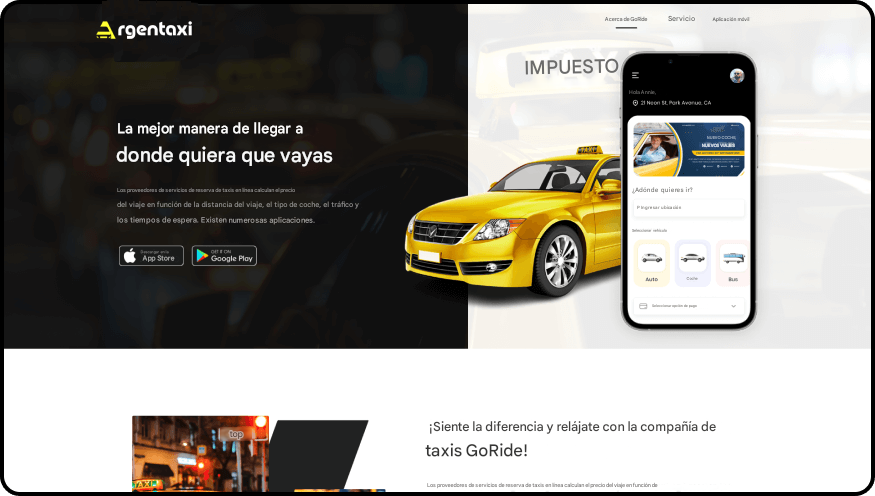 Argentaxi
Acerca de GoRide
Servicio
Aplicación móvil
IMPUESTO
La mejor manera de llegar a
donde quiera que vayas
Los proveedores de servicios de reserva de taxis en línea calculan el precio
del viaje en función de la distancia del viaje, el tipo de coche, el tráfico y
los tiempos de espera. Existen numerosas aplicaciones.
App Store
GET IT ON
Google Play
TAXI
Hola Annie,
21 Neon St, Park Avenue, CA
NUEVO COCHE,
NUEVOS VIAJES
¿Adónde quieres ir?
Pingresar ubicación
Seleccionar vehículo
Auto
Coche
Bus
Seleccione opción de pago
top
TAXI
¡Siente la diferencia y relájate con la compañía de
taxis GoRide!
Los proveedores de servicios de reserva de taxis en línea calculan el precio del viaje en función de